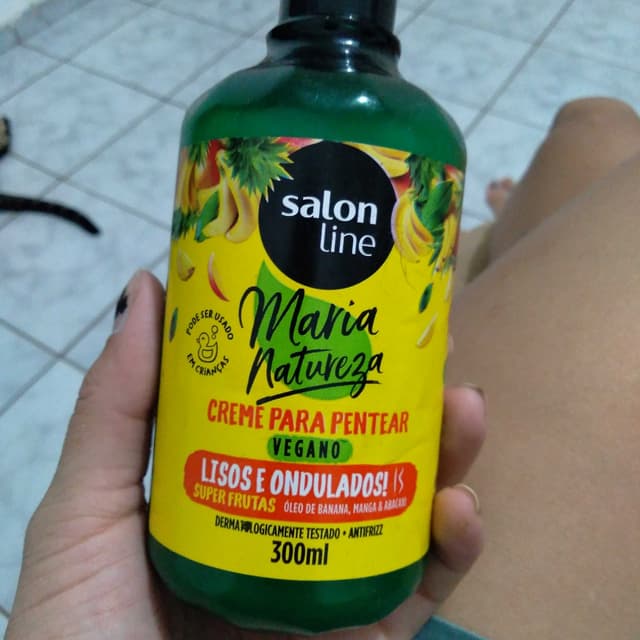 salon
line
PODE SER USADO
EM CRIANÇAS
Maria
Natureza
CREME PARA PENTEAR
VEGANO
LISOS E ONDULADOS!
SUPER FRUTAS ÓLEO DE BANANA, MANGA & ABACAXI
DERMATOLOGICAMENTE TESTADO • ANTIFRIZZ
300ml